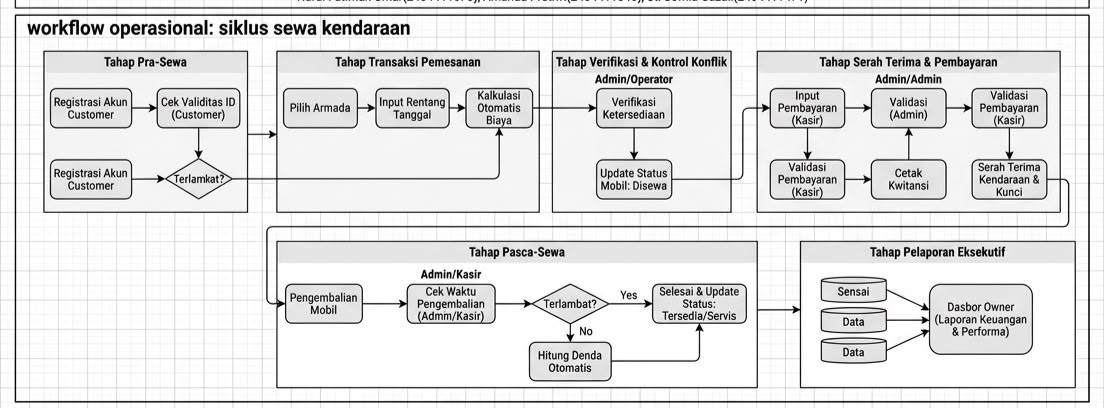 workflow operasional: siklus sewa kendaraan
Tahap Pra-Sewa
Registrasi Akun
Customer
Cek Validitas ID
(Customer)
Registrasi Akun
Customer
Terlamkat?
Tahap Transaksi Pemesanan
Pilih Armada
Input Rentang
Tanggal
Kalkulasi
Otomatis
Biaya
Tahap Verifikasi & Kontrol Konflik
Admin/Operator
Verifikasi
Ketersediaan
Update Status
Mobil: Disewa
Tahap Serah Terima & Pembayaran
Admin/Admin
Input
Pembayaran
(Kasir)
Validasi
(Admin)
Validasi
Pembayaran
(Kasir)
Validasi
Pembayaran
(Kasir)
Cetak
Kwitansi
Serah Terima
Kendaraan &
Kunci
Tahap Pasca-Sewa
Pengembalian
Mobil
Admin/Kasir
Cek Waktu
Pengembalian
(Admm/Kasir)
Terlambat?
Yes
No
Selesai & Update
Status:
Tersedla/Servis
Hitung Denda
Otomatis
Tahap Pelaporan Eksekutif
Sensai
Data
Data
Dasbor Owner
(Laporan Keuangan
& Performa)